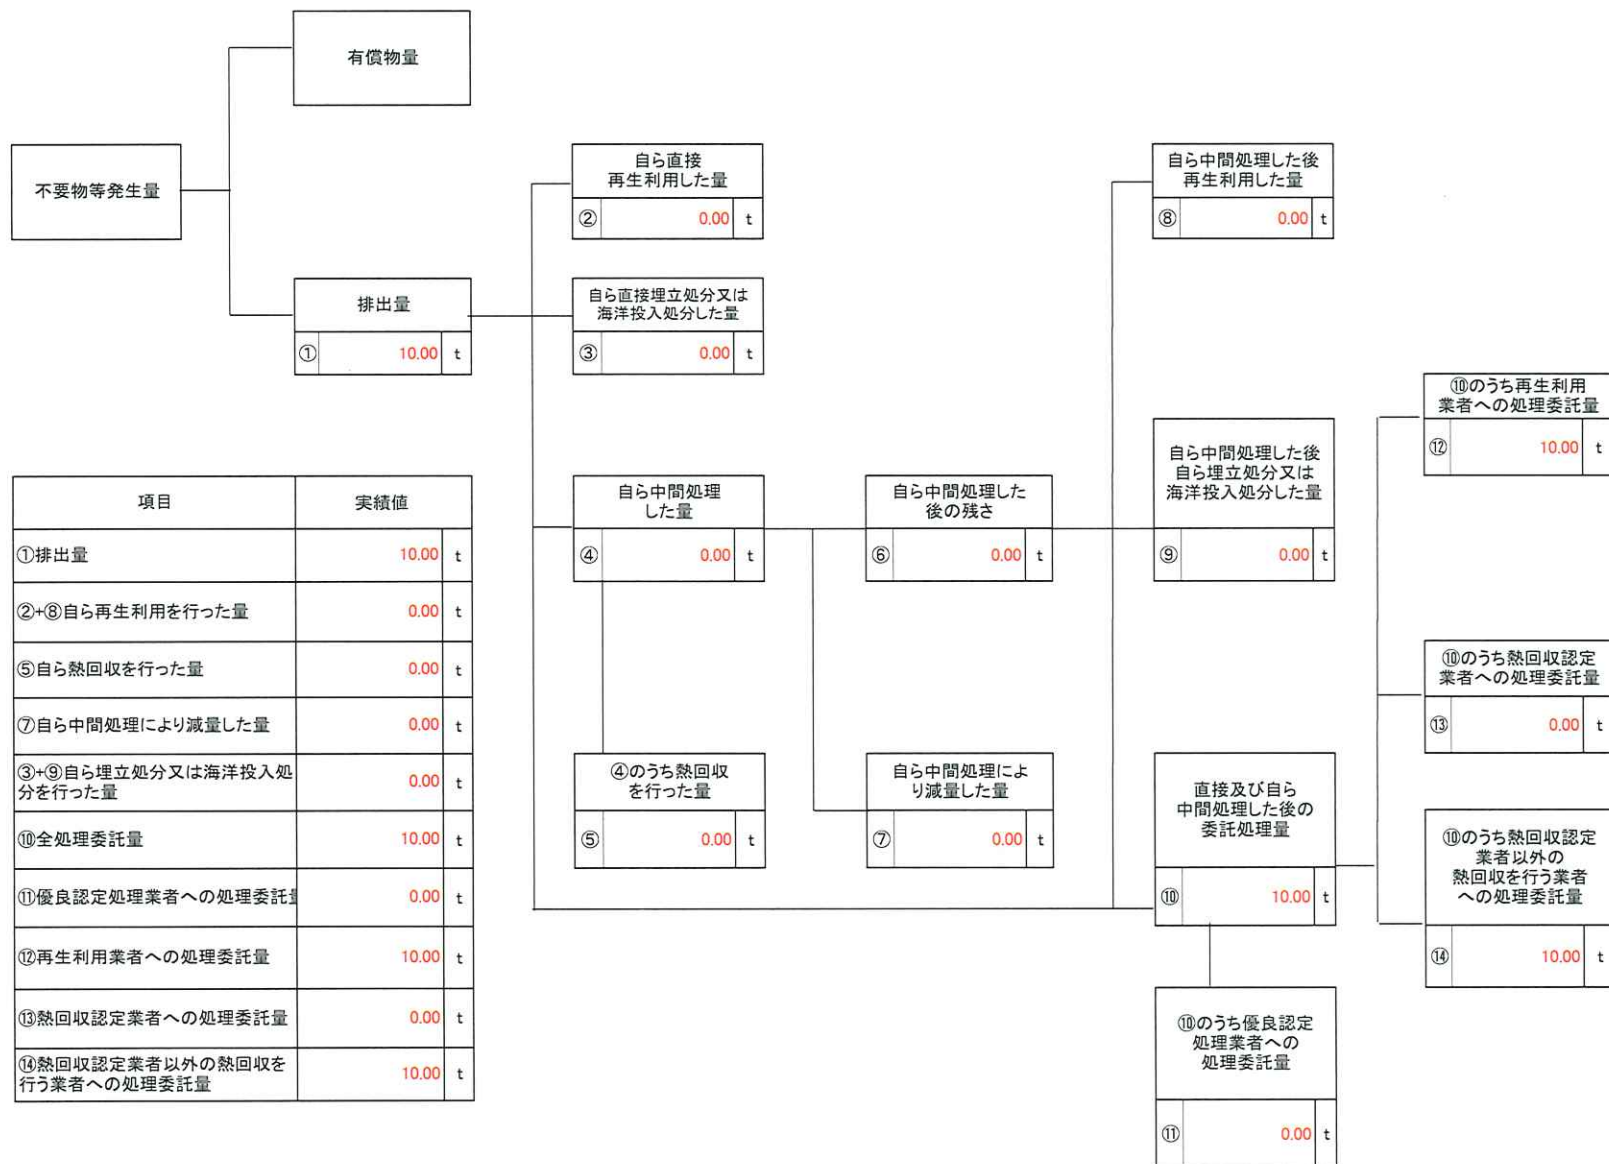 有償物量
不要物等発生量
排出量
① 10.00 t
自ら直接
再生利用した量
② 0.00 t
自ら直接埋立処分又は
海洋投入処分した量
③ 0.00 t
自ら中間処理
した量
④ 0.00 t
④のうち熱回収
を行った量
⑤ 0.00 t
自ら中間処理した
後の残さ
⑥ 0.00 t
自ら中間処理によ
り減量した量
⑦ 0.00 t
自ら中間処理した後
再生利用した量
⑧ 0.00 t
自ら中間処理した後
自ら埋立処分又は
海洋投入処分した量
⑨ 0.00 t
直接及び自ら
中間処理した後の
委託処理量
⑩ 10.00 t
⑩のうち優良認定
処理業者への
処理委託量
⑪ 0.00 t
⑩のうち再生利用
業者への処理委託量
⑫ 10.00 t
⑩のうち熱回収認定
業者への処理委託量
⑬ 0.00 t
⑩のうち熱回収認定
業者以外の
熱回収を行う業者
への処理委託量
⑭ 10.00 t
項目 実績値
①排出量 10.00 t
②+⑧自ら再生利用を行った量 0.00 t
⑤自ら熱回収を行った量 0.00 t
⑦自ら中間処理により減量した量 0.00 t
③+⑨自ら埋立処分又は海洋投入処
分を行った量 0.00 t
⑩全処理委託量 10.00 t
⑪優良認定処理業者への処理委託量 0.00 t
⑫再生利用業者への処理委託量 10.00 t
⑬熱回収認定業者への処理委託量 0.00 t
⑭熱回収認定業者以外の熱回収を
行う業者への処理委託量 10.00 t